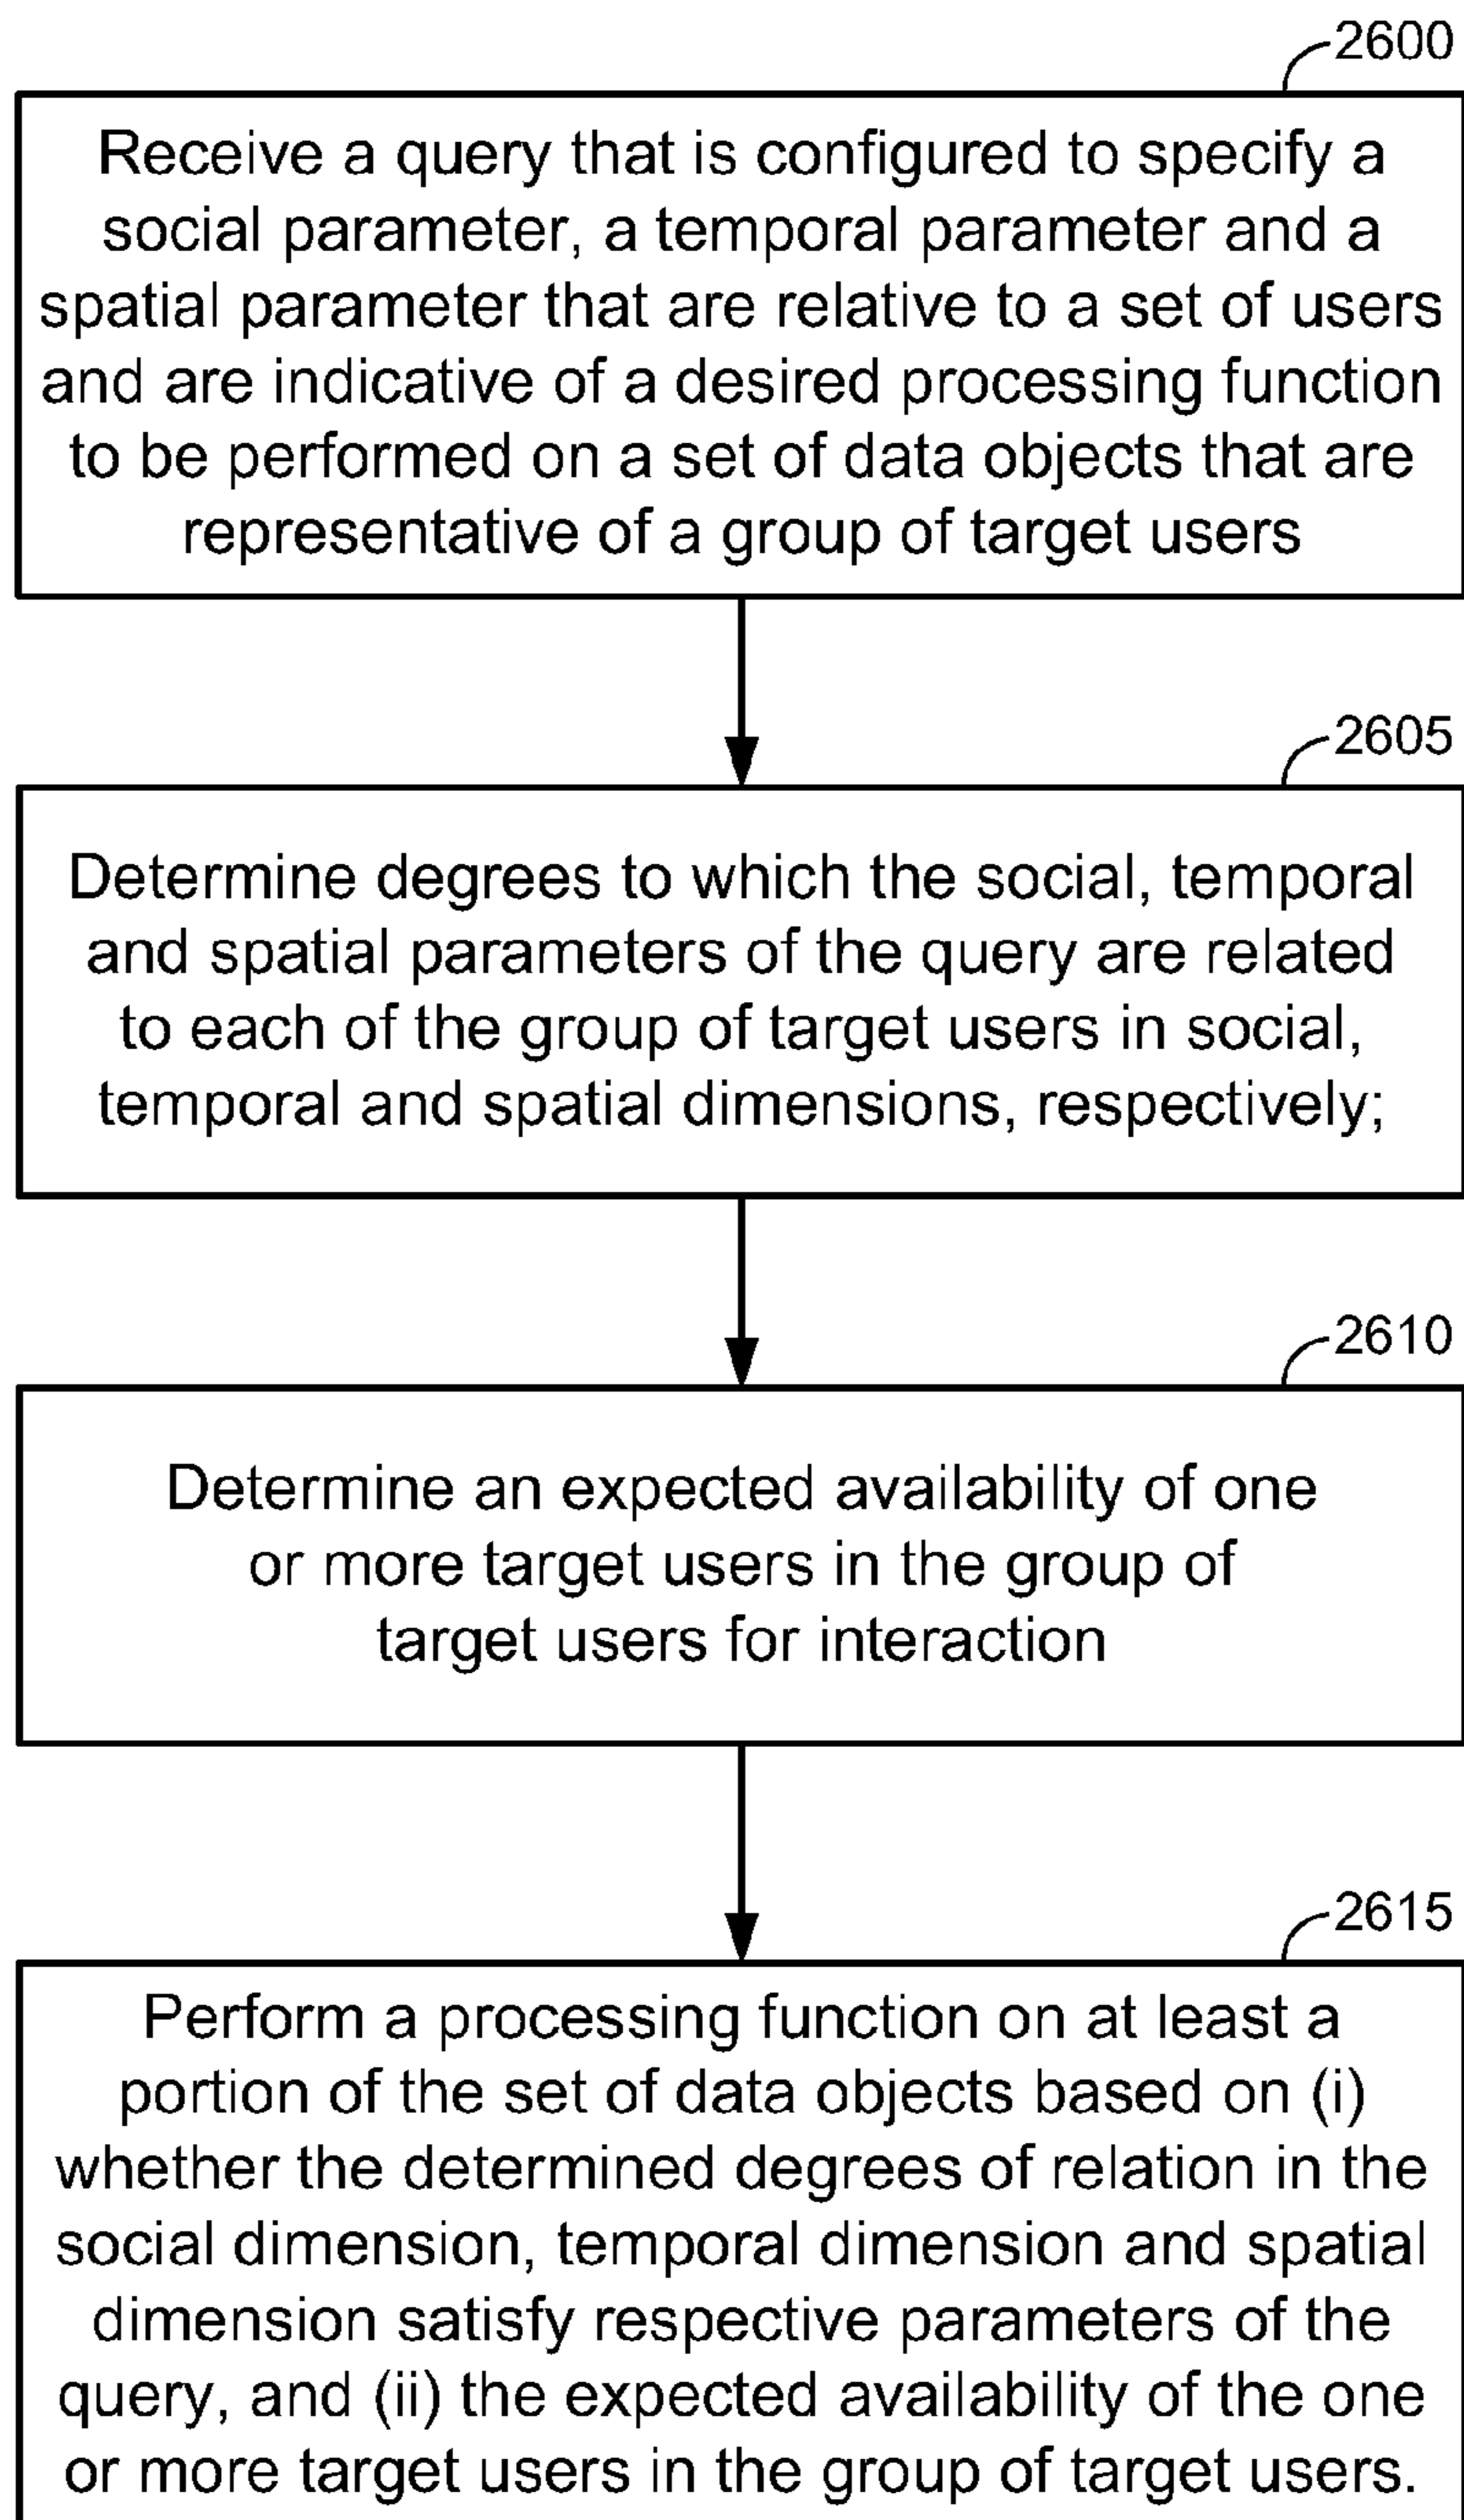 2600
Receive a query that is configured to specify a
social parameter, a temporal parameter and a
spatial parameter that are relative to a set of users
and are indicative of a desired processing function
to be performed on a set of data objects that are
representative of a group of target users
2605
Determine degrees to which the social, temporal
and spatial parameters of the query are related
to each of the group of target users in social,
temporal and spatial dimensions, respectively;
2610
Determine an expected availability of one
or more target users in the group of
target users for interaction
2615
Perform a processing function on at least a
portion of the set of data objects based on (i)
whether the determined degrees of relation in the
social dimension, temporal dimension and spatial
dimension satisfy respective parameters of the
query, and (ii) the expected availability of the one
or more target users in the group of target users.